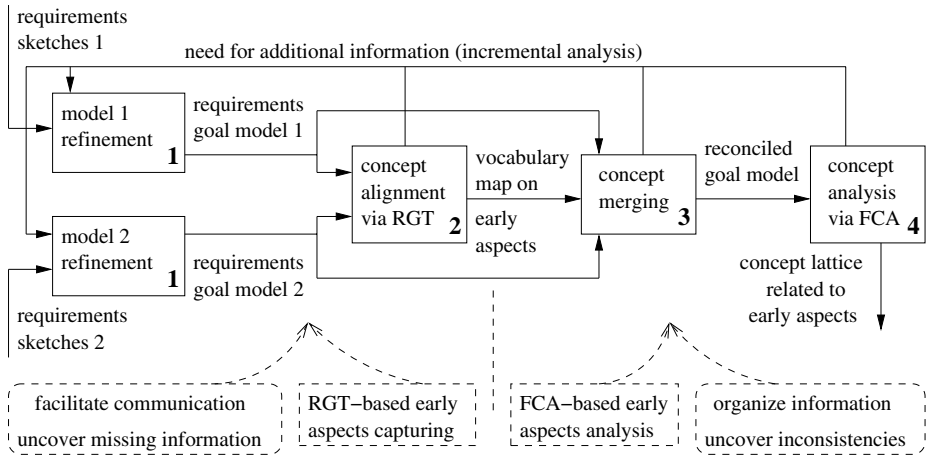 requirements
sketches 1
need for additional information (incremental analysis)
model 1
refinement
1
requirements
goal model 1
concept
alignment
via RGT
2
vocabulary
map on
early
aspects
concept
merging
3
reconciled
goal model
concept
analysis
via FCA
4
model 2
refinement
1
requirements
goal model 2
requirements
sketches 2
concept lattice
related to
early aspects
facilitate communication
uncover missing information
RGT−based early
aspects capturing
FCA−based early
aspects analysis
organize information
uncover inconsistencies